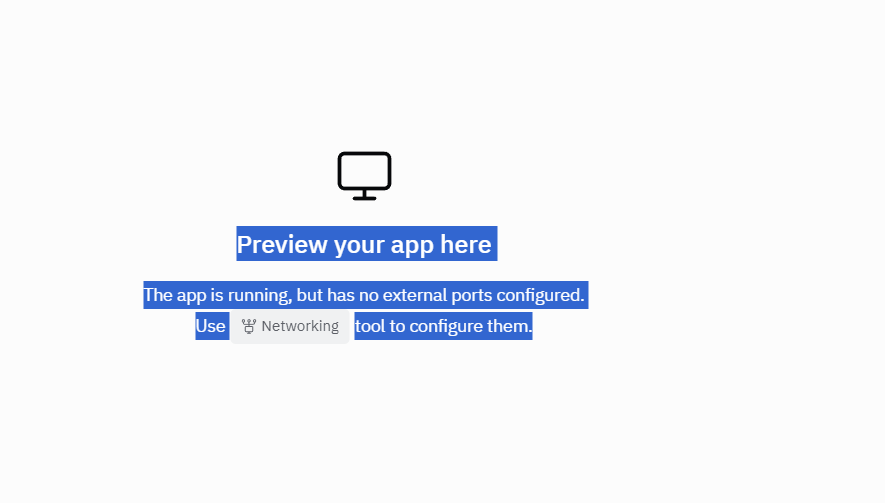 Preview your app here
The app is running, but has no external ports configured.
Use Networking tool to configure them.